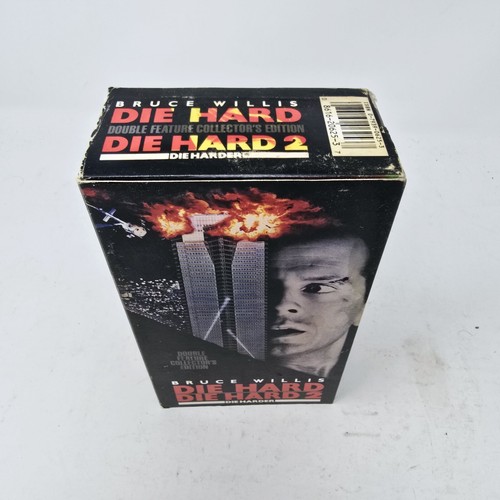 BRUCE WILLIS
DIE HARD
DOUBLE FEATURE COLLECTOR'S EDITION
DIE HARD 2
DIE HARDER
DOUBLE
FEATURE
COLLECTOR'S
EDITION
BRUCE WILLIS
DIE HARD
DIE HARD 2
DIE HARDER